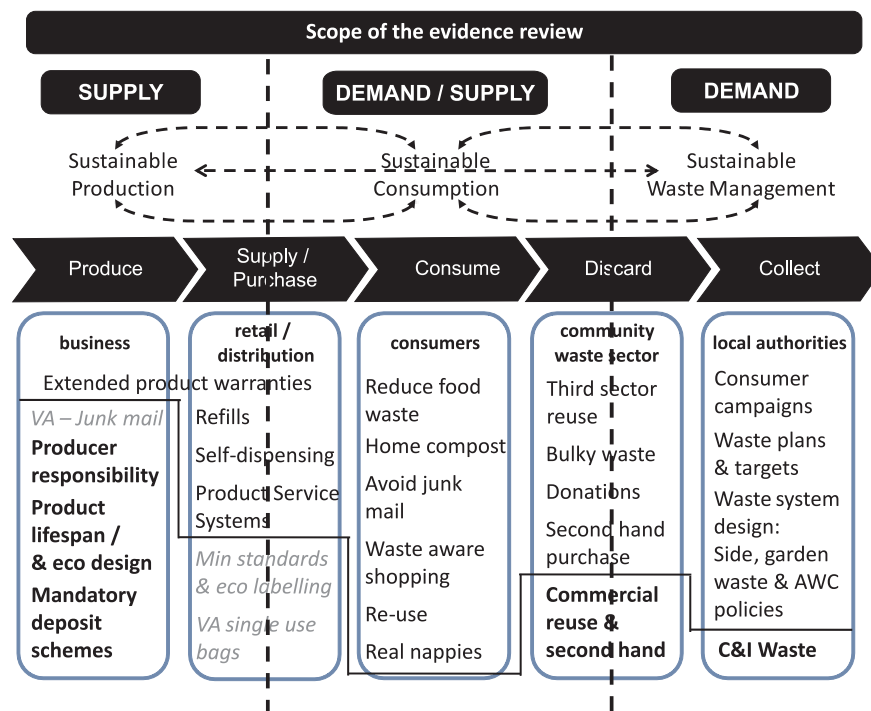 Scope of the evidence review
SUPPLY
DEMAND / SUPPLY
DEMAND
Sustainable
Production
Sustainable
Consumption
Sustainable
Waste Management
Produce
Supply /
Purchase
Consume
Discard
Collect
business
Extended product warranties
VA – Junk mail
Producer
responsibility
Product
lifespan /
& eco design
Mandatory
deposit
schemes
retail /
distribution
Refills
Self-dispensing
Product Service
Systems
Min standards
& eco labelling
VA single use
bags
consumers
Reduce food
waste
Home compost
Avoid junk
mail
Waste aware
shopping
Re-use
Real nappies
community
waste sector
Third sector
reuse
Bulky waste
Donations
Second hand
purchase
Commercial
reuse &
second hand
local authorities
Consumer
campaigns
Waste plans
& targets
Waste system
design:
Side, garden
waste & AWC
policies
C&I Waste